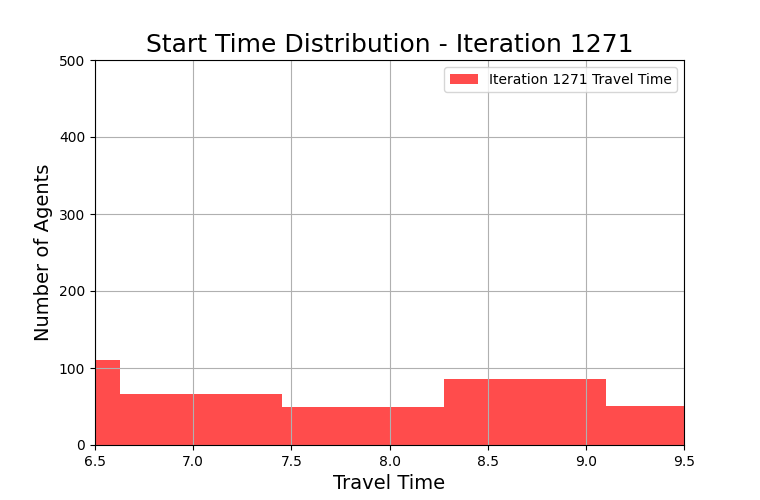 Start Time Distribution - Iteration 1271
500
Iteration 1271 Travel Time
400
300
200
100
0
Number of Agents
6.5 7.0 7.5 8.0 8.5 9.0 9.5
Travel Time